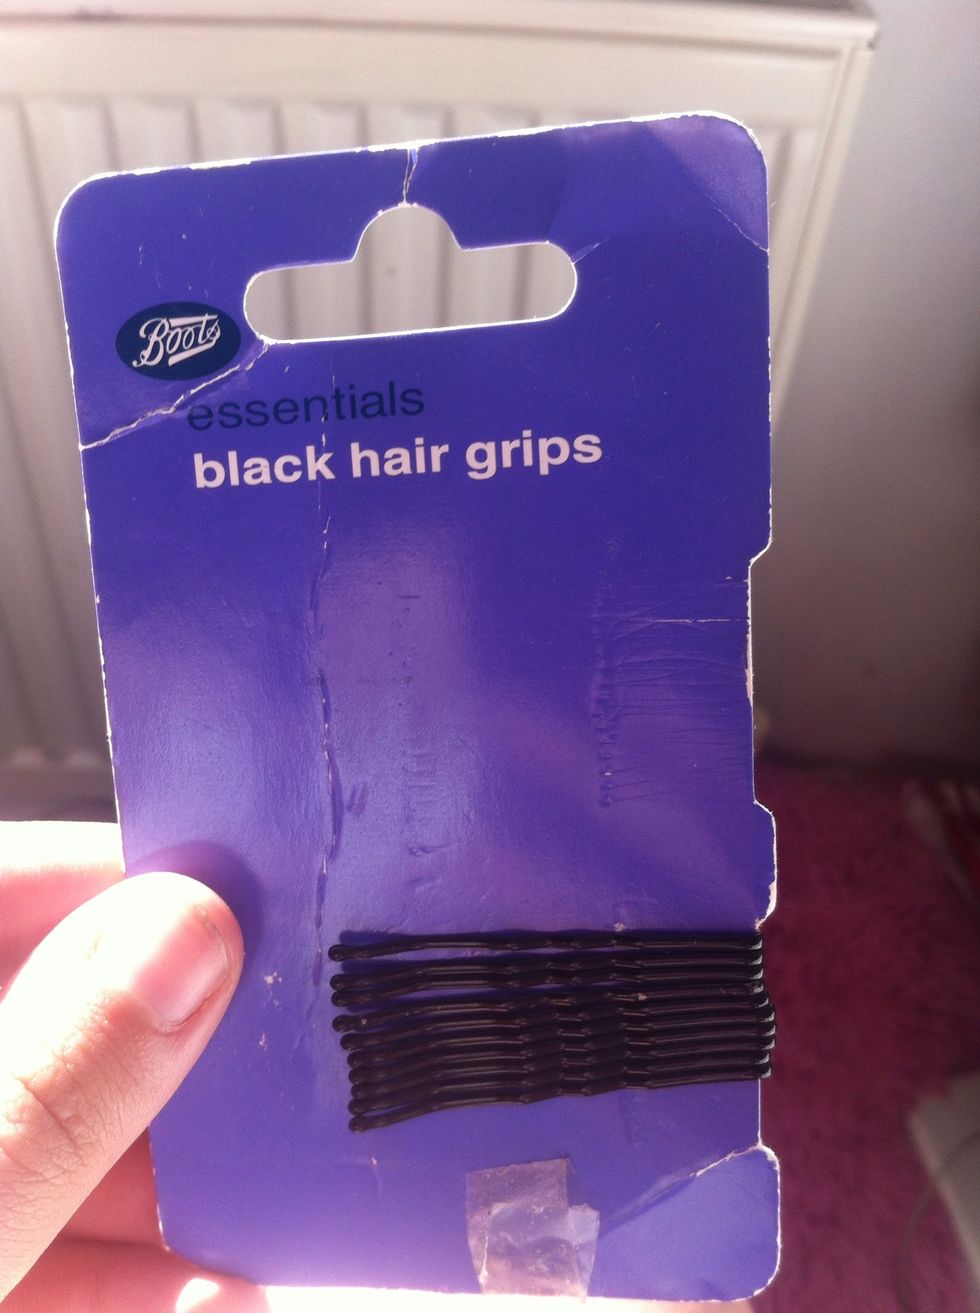 Boots
essentials
black hair grips